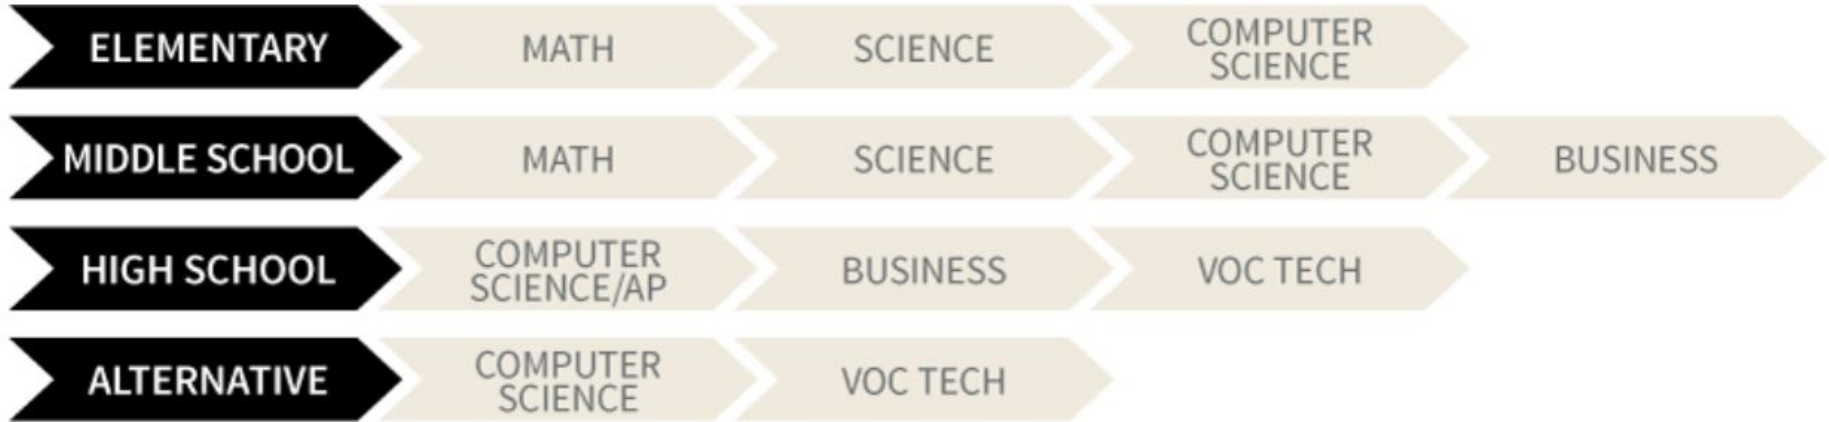 ELEMENTARY
MATH
SCIENCE
COMPUTER
SCIENCE
MIDDLE SCHOOL
MATH
SCIENCE
COMPUTER
SCIENCE
BUSINESS
HIGH SCHOOL
COMPUTER
SCIENCE/AP
BUSINESS
VOC TECH
ALTERNATIVE
COMPUTER
SCIENCE
VOC TECH